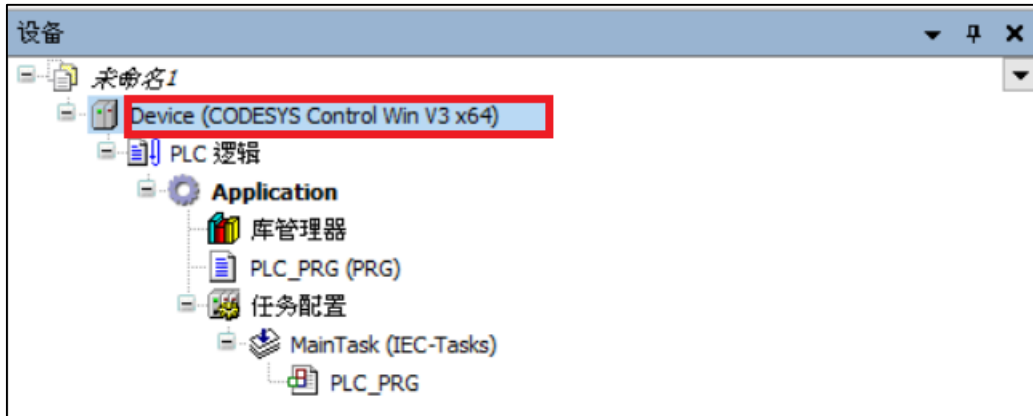 设备
未命名1
Device (CODESYS Control Win V3 x64)
PLC 逻辑
Application
库管理器
PLC_PRG (PRG)
任务配置
MainTask (IEC-Tasks)
PLC_PRG